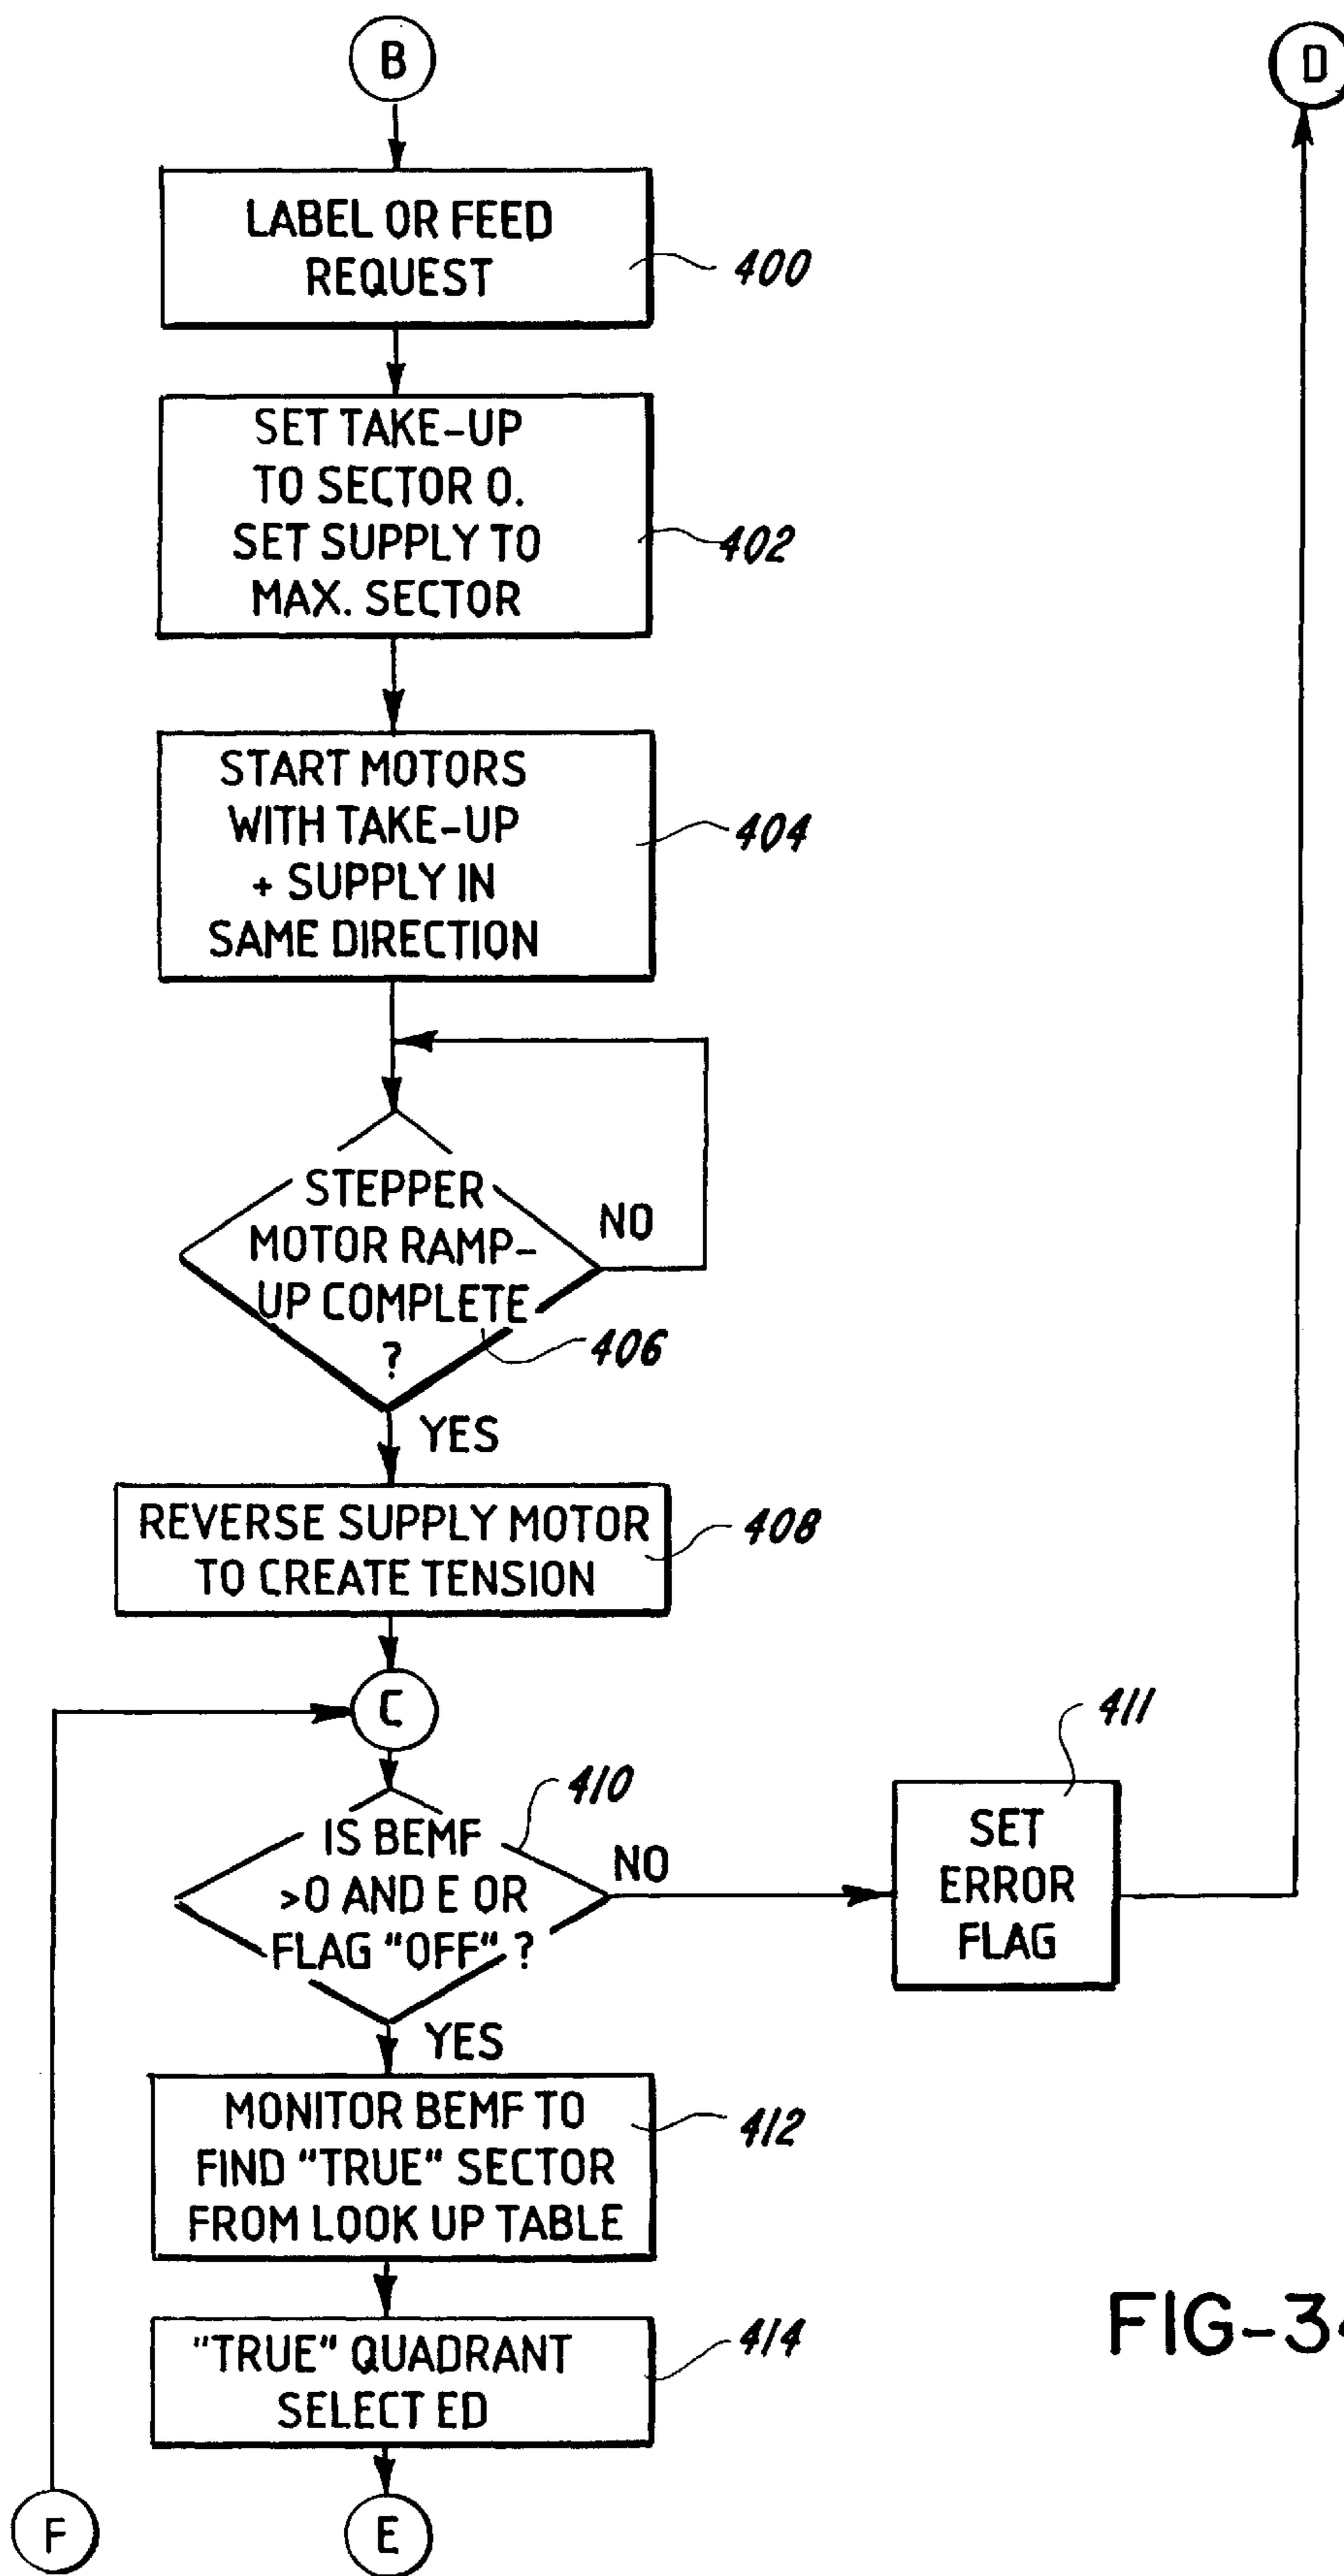 B
D
LABEL OR FEED
REQUEST
400
SET TAKE-UP
TO SECTOR 0.
SET SUPPLY TO
MAX. SECTOR
402
START MOTORS
WITH TAKE-UP
+ SUPPLY IN
SAME DIRECTION
404
STEPPER
MOTOR RAMP-
UP COMPLETE
?
NO
406
YES
REVERSE SUPPLY MOTOR
TO CREATE TENSION
408
C
IS BEMF
>0 AND E OR
FLAG "OFF" ?
410
NO
411
SET
ERROR
FLAG
YES
MONITOR BEMF TO
FIND "TRUE" SECTOR
FROM LOOK UP TABLE
412
"TRUE" QUADRANT
SELECT ED
414
FIG-34
F
E